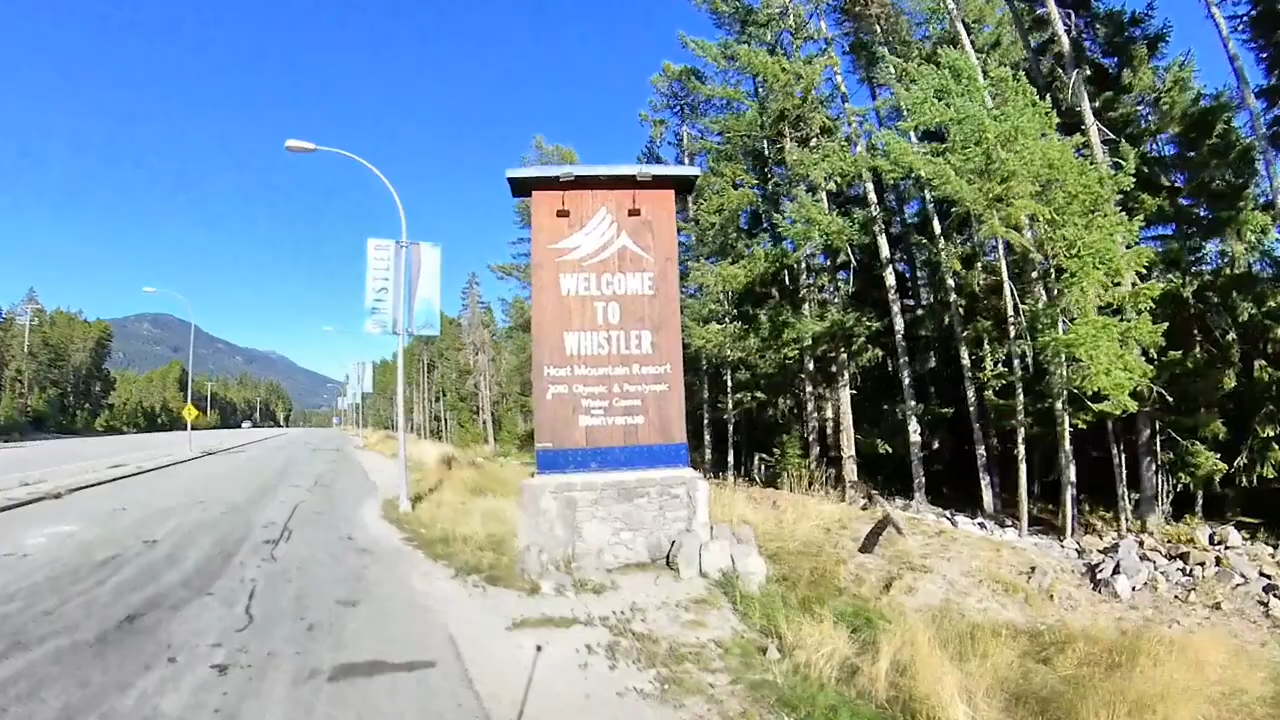 WHISTLER
WELCOME
TO
WHISTLER
Host Mountain Resort
2010 Olympic & Paralympic
Winter Games
Bienvenue